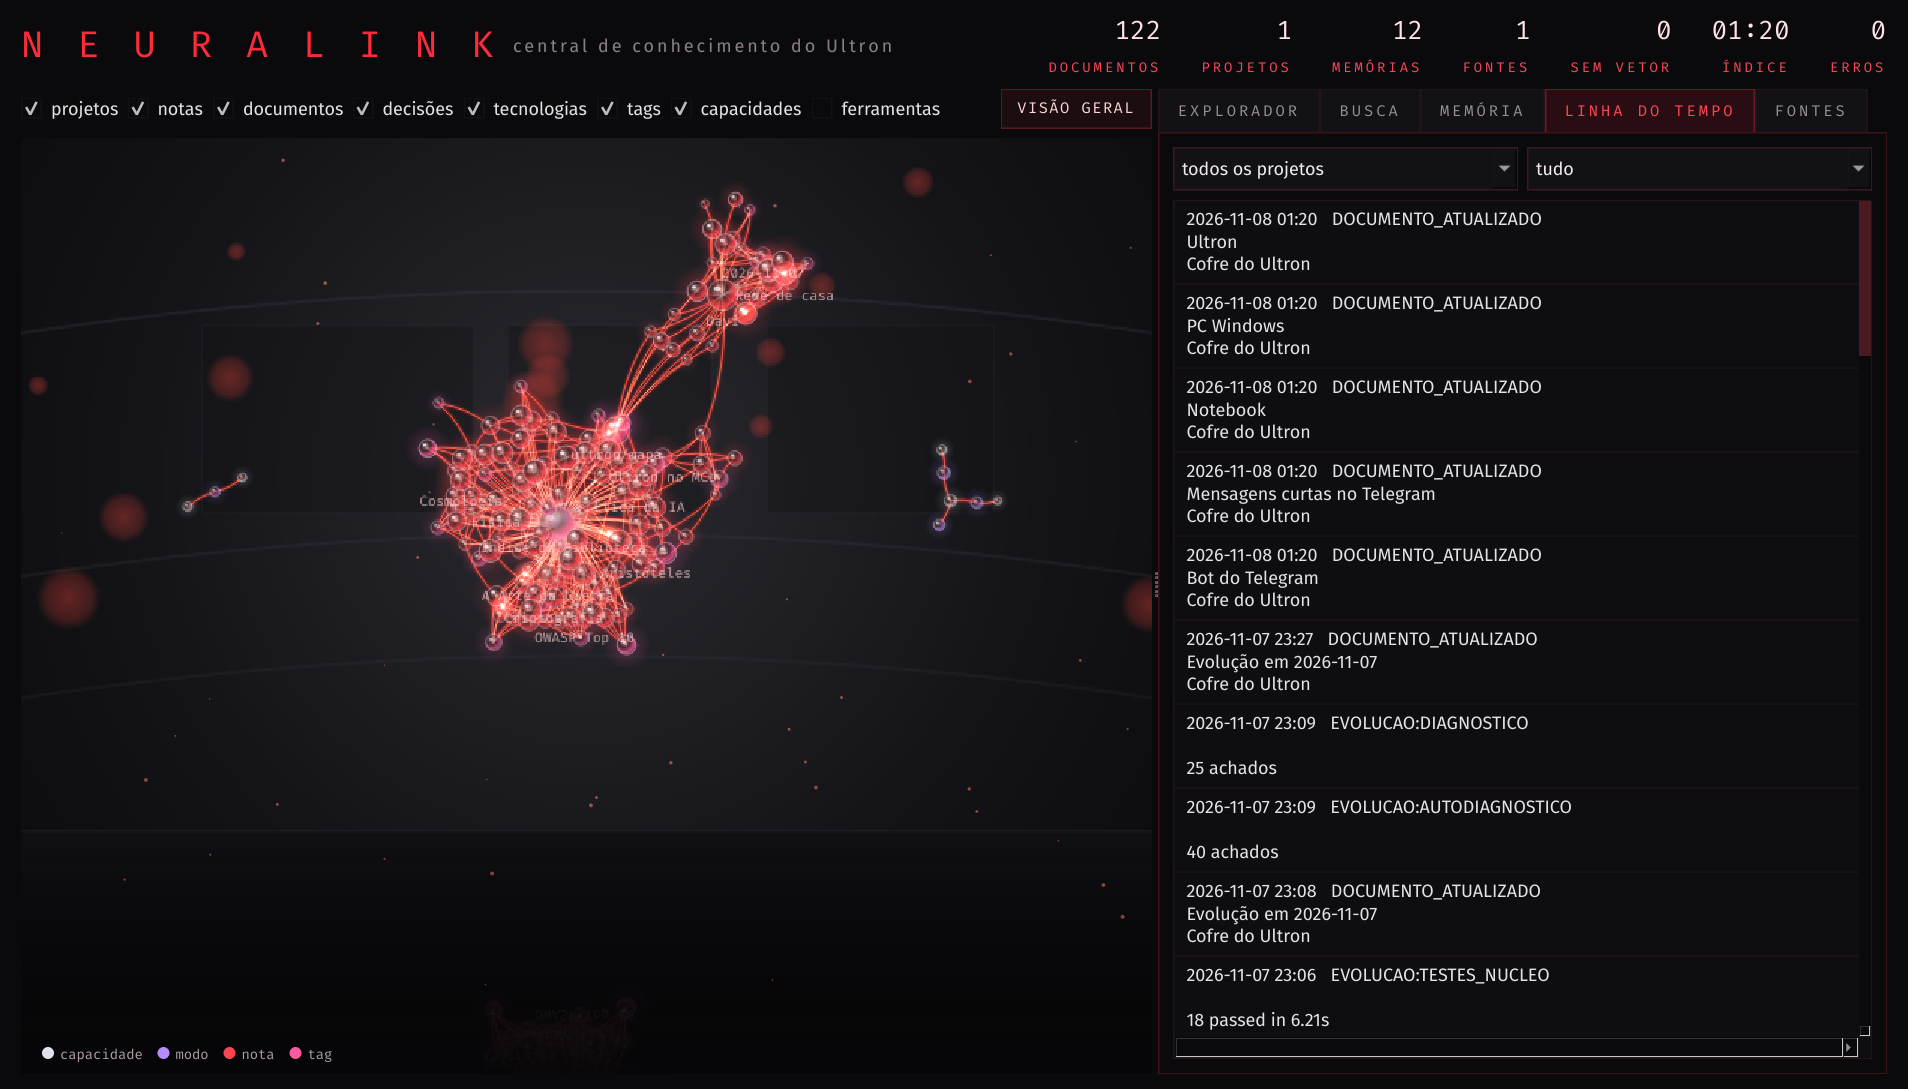 NEURALINK central de conhecimento do Ultron
122 1 12 1 0 01:20 0
DOCUMENTOS PROJETOS MEMÓRIAS FONTES SEM VETOR ÍNDICE ERROS
projetos notas documentos decisões tecnologias tags capacidades ferramentas
VISÃO GERAL
EXPLORADOR BUSCA MEMÓRIA LINHA DO TEMPO FONTES
todos os projetos tudo
2026-11-08 01:20 DOCUMENTO_ATUALIZADO
Ultron
Cofre do Ultron
2026-11-08 01:20 DOCUMENTO_ATUALIZADO
PC Windows
Cofre do Ultron
2026-11-08 01:20 DOCUMENTO_ATUALIZADO
Notebook
Cofre do Ultron
2026-11-08 01:20 DOCUMENTO_ATUALIZADO
Mensagens curtas no Telegram
Cofre do Ultron
2026-11-08 01:20 DOCUMENTO_ATUALIZADO
Bot do Telegram
Cofre do Ultron
2026-11-07 23:27 DOCUMENTO_ATUALIZADO
Evolução em 2026-11-07
Cofre do Ultron
2026-11-07 23:09 EVOLUCAO:DIAGNOSTICO
25 achados
2026-11-07 23:09 EVOLUCAO:AUTODIAGNOSTICO
40 achados
2026-11-07 23:08 DOCUMENTO_ATUALIZADO
Evolução em 2026-11-07
Cofre do Ultron
2026-11-07 23:06 EVOLUCAO:TESTES_NUCLEO
18 passed in 6.21s
Rede de casa
Davi
Cosmologia
IA
Aristóteles
Criptografia
OWASP Top 10
capacidade modo nota tag